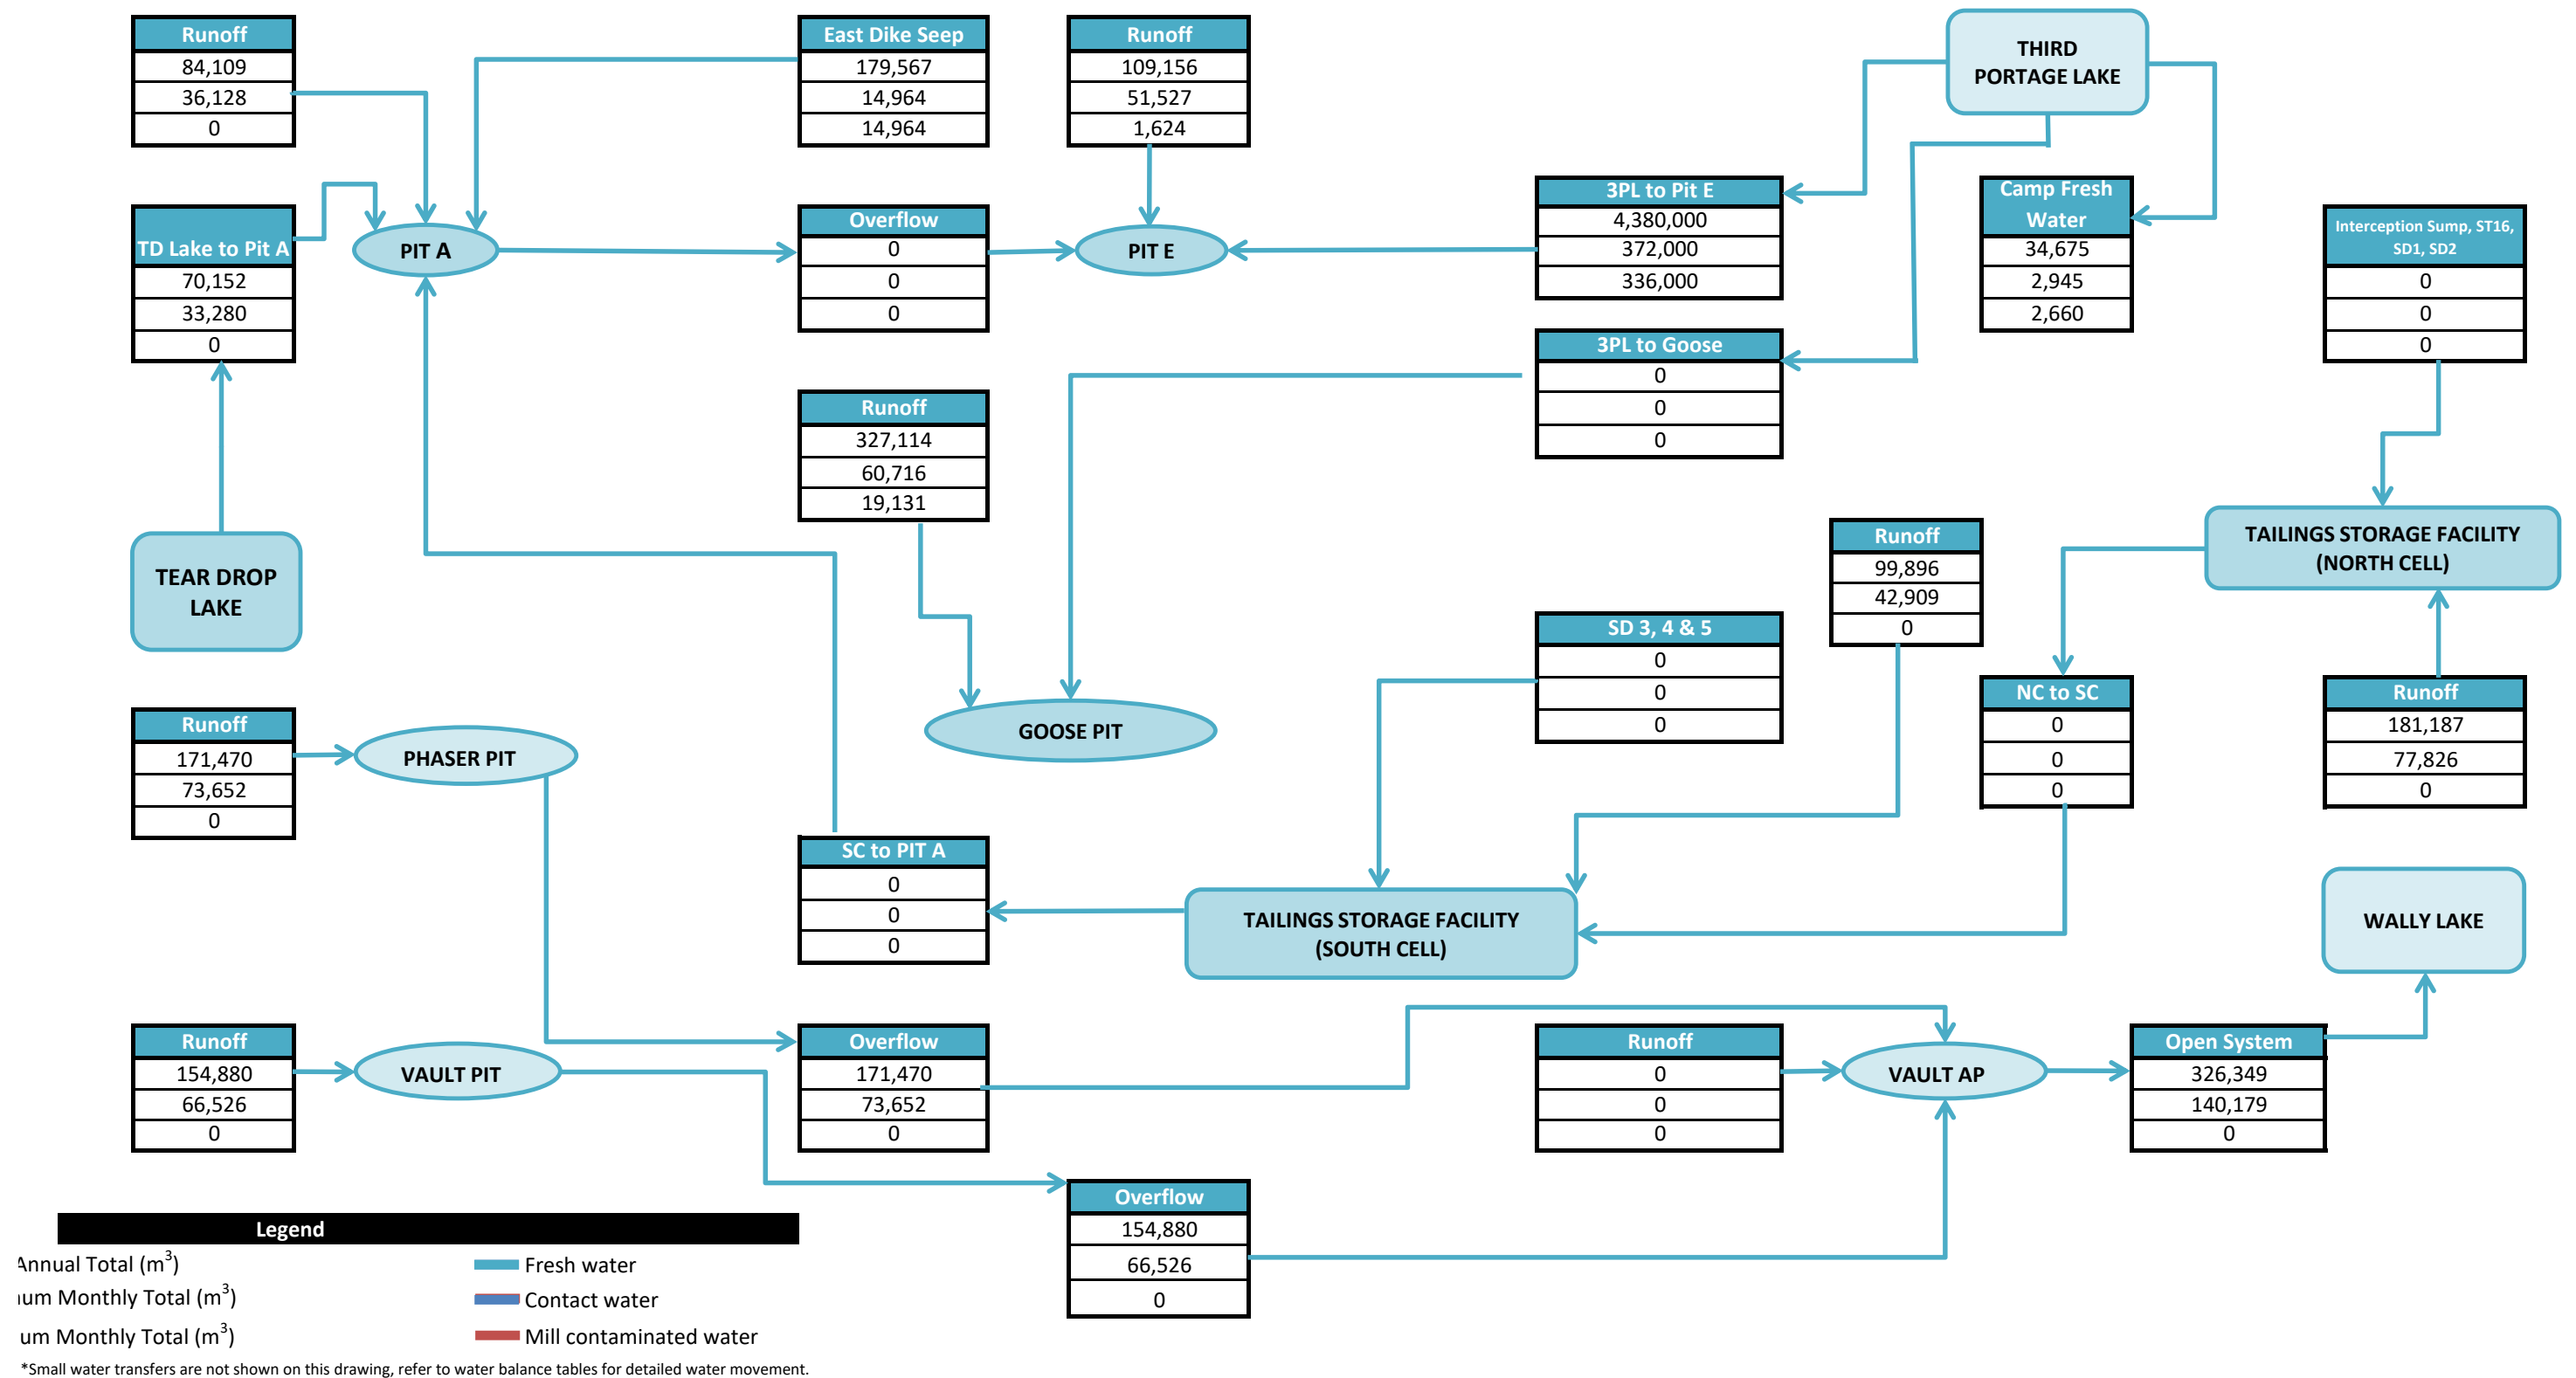 Runoff
84,109
36,128
0
East Dike Seep
179,567
14,964
14,964
Runoff
109,156
51,527
1,624
THIRD
PORTAGE LAKE
TD Lake to Pit A
70,152
33,280
0
PIT A
Overflow
0
0
0
PIT E
3PL to Pit E
4,380,000
372,000
336,000
Camp Fresh
Water
34,675
2,945
2,660
Interception Sump, ST16,
SD1, SD2
0
0
0
3PL to Goose
0
0
0
Runoff
327,114
60,716
19,131
TEAR DROP
LAKE
Runoff
99,896
42,909
0
TAILINGS STORAGE FACILITY
(NORTH CELL)
SD 3, 4 & 5
0
0
0
NC to SC
0
0
0
Runoff
181,187
77,826
0
Runoff
171,470
73,652
0
PHASER PIT
GOOSE PIT
SC to PIT A
0
0
0
TAILINGS STORAGE FACILITY
(SOUTH CELL)
WALLY LAKE
Runoff
154,880
66,526
0
VAULT PIT
Overflow
171,470
73,652
0
Runoff
0
0
0
VAULT AP
Open System
326,349
140,179
0
Overflow
154,880
66,526
0
Legend
Annual Total (m³)
Fresh water
um Monthly Total (m³)
Contact water
um Monthly Total (m³)
Mill contaminated water
*Small water transfers are not shown on this drawing, refer to water balance tables for detailed water movement.